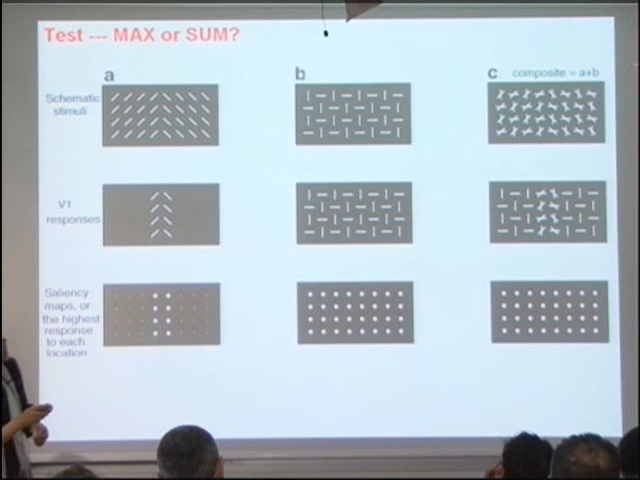 Test --- MAX or SUM?
a
b
c composite = a+b
Schematic
stimuli
V1
responses
Saliency
maps, or
the highest
response
to each
location